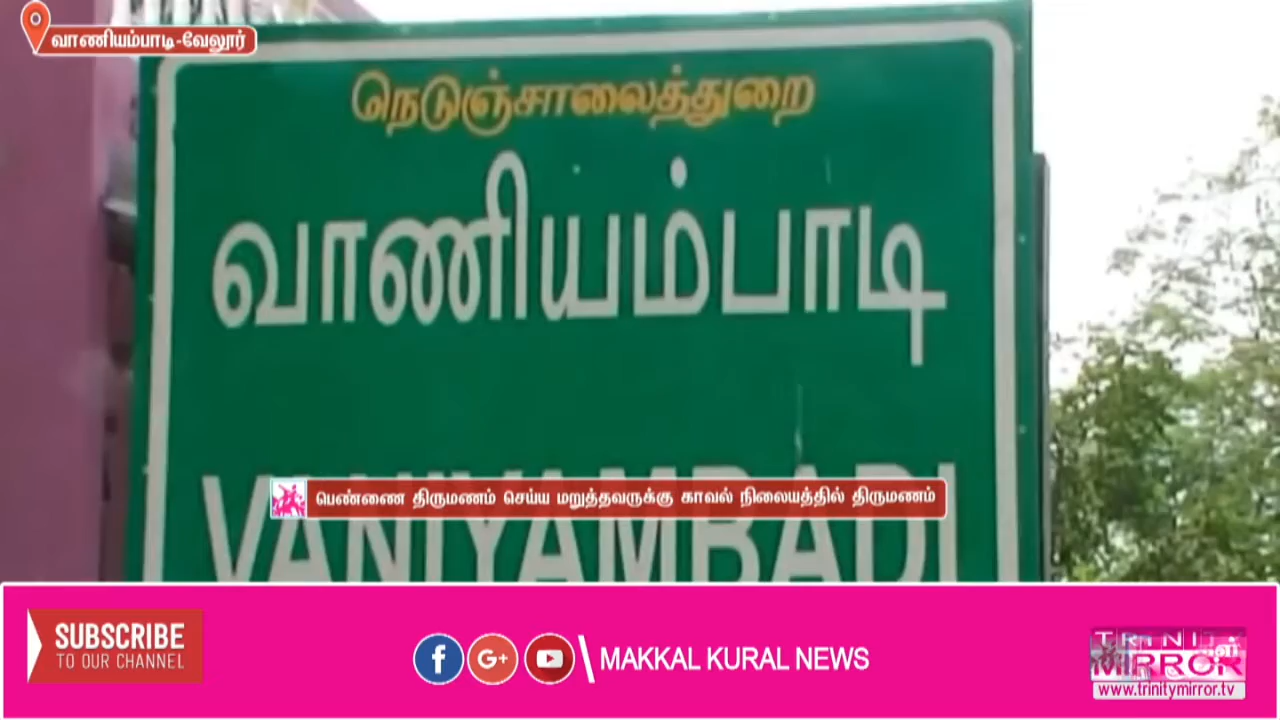 வாணியம்பாடி-வேலூர்
நெடுஞ்சாலைத்துறை
வாணியம்பாடி
VANIYAMBADI
பெண்ணை திருமணம் செய்ய மறுத்தவருக்கு காவல் நிலையத்தில் திருமணம்
SUBSCRIBE
TO OUR CHANNEL
MAKKAL KURAL NEWS
TRINITY
MIRROR
www.trinitymirror.tv